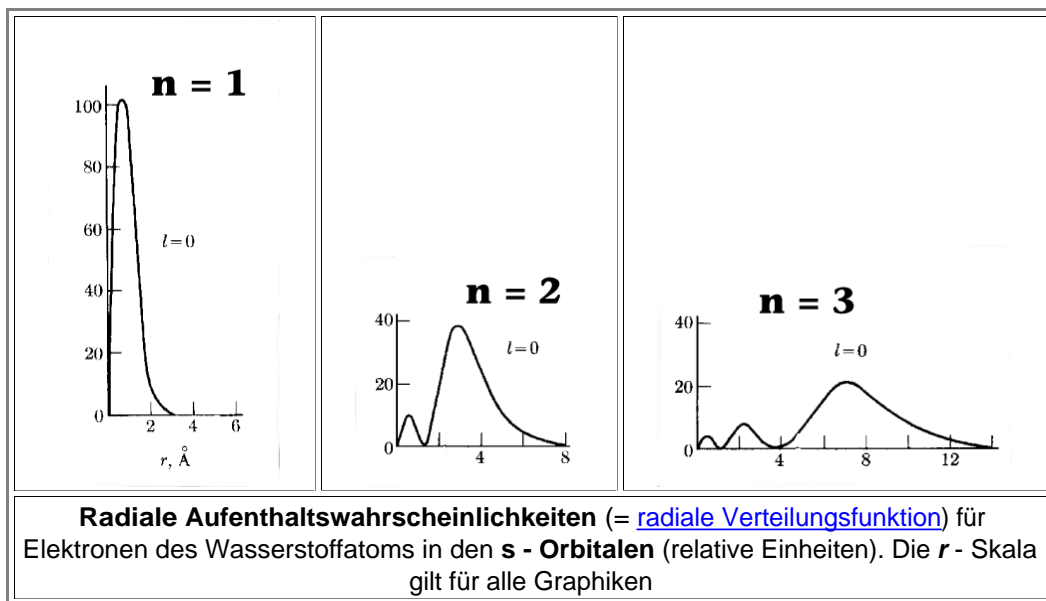 n = 1
100
80
60
40
20
0
l=0
2 4 6
r, Å
n = 2
40
20
0
l=0
4 8
n = 3
40
20
0
l=0
4 8 12
Radiale Aufenthaltswahrscheinlichkeiten (= radiale Verteilungsfunktion) für
Elektronen des Wasserstoffatoms in den s - Orbitalen (relative Einheiten). Die r - Skala
gilt für alle Graphiken